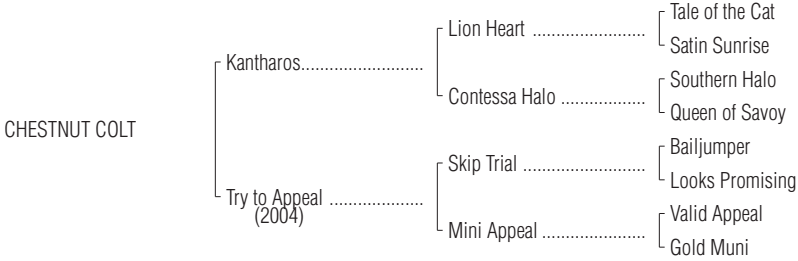 Tale of the Cat
Lion Heart ........................
Satin Sunrise
Kantharos..........................
Southern Halo
Contessa Halo ..................
Queen of Savoy
CHESTNUT COLT
Bailjumper
Skip Trial ..........................
Looks Promising
Try to Appeal ....................
(2004)
Valid Appeal
Mini Appeal ......................
Gold Muni